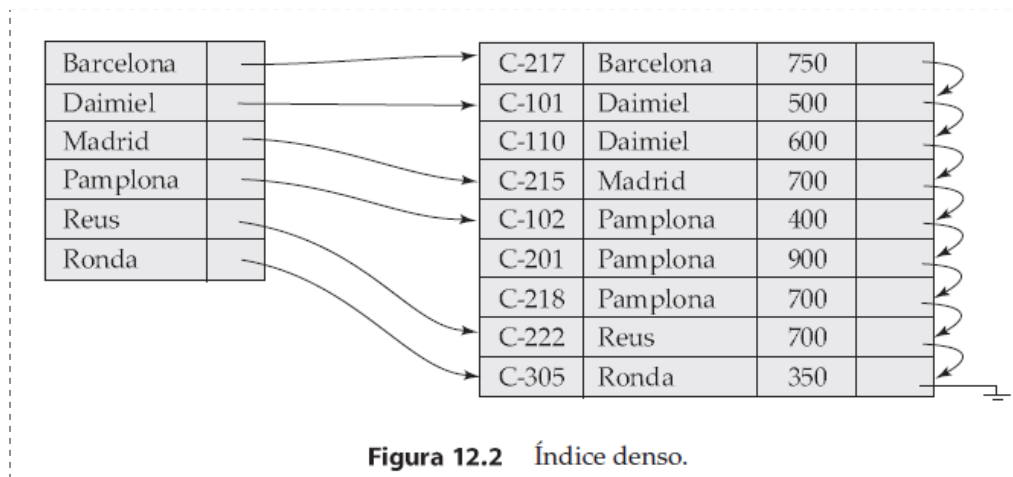 Barcelona
Daimiel
Madrid
Pamplona
Reus
Ronda
C-217 Barcelona 750
C-101 Daimiel 500
C-110 Daimiel 600
C-215 Madrid 700
C-102 Pamplona 400
C-201 Pamplona 900
C-218 Pamplona 700
C-222 Reus 700
C-305 Ronda 350
Figura 12.2 Índice denso.